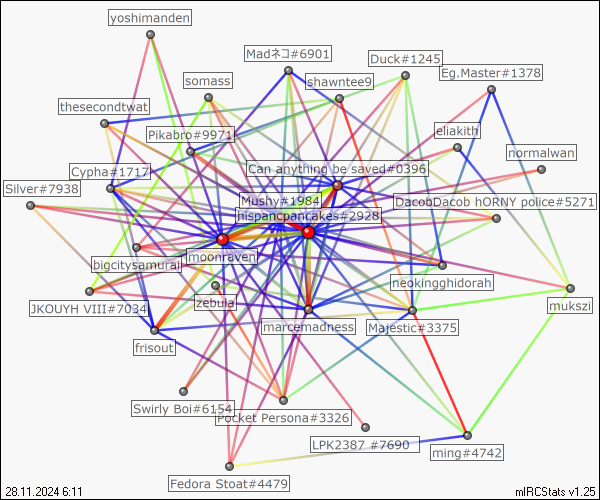 yoshimanden
Madネコ#6901
Duck#1245
shawntee9
Eg.Master#1378
somass
thesecondtwat
Pikabro#9971
eliakith
normalwan
Cypha#1717
Can anything be saved#0396
Silver#7938
Mushy#1984
DacobDacob hORNY police#5271
hispanicpancakes#2928
moonraven
bigcitysamurai
neokingghidorah
JKOUYH VIII#7034
zebula
mukszi
marcemadness
Majestic#3375
frisout
Swirly Boi#6154
Pocket Persona#3326
LPK2387 #7690
ming#4742
Fedora Stoat#4479
28.11.2024 6:11
mIRCStats v1.25